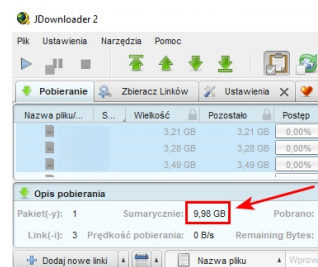 JDownloader 2
Plik Ustawienia Narzędzia Pomoc
Pobieranie Zbieracz Linków Ustawienia
Nazwa pliku/... S... Wielkość Pozostało Postęp
3,21 GB 3,21 GB 0,00%
3,28 GB 3,28 GB 0,00%
3,49 GB 3,49 GB 0,00%
Opis pobierania
Pakiet(-y): 1 Sumarycznie: 9,98 GB Pobrano:
Link(-i): 3 Prędkość pobierania: 0 B/s Remaining Bytes:
Dodaj nowe linki Nazwa pliku Wprow